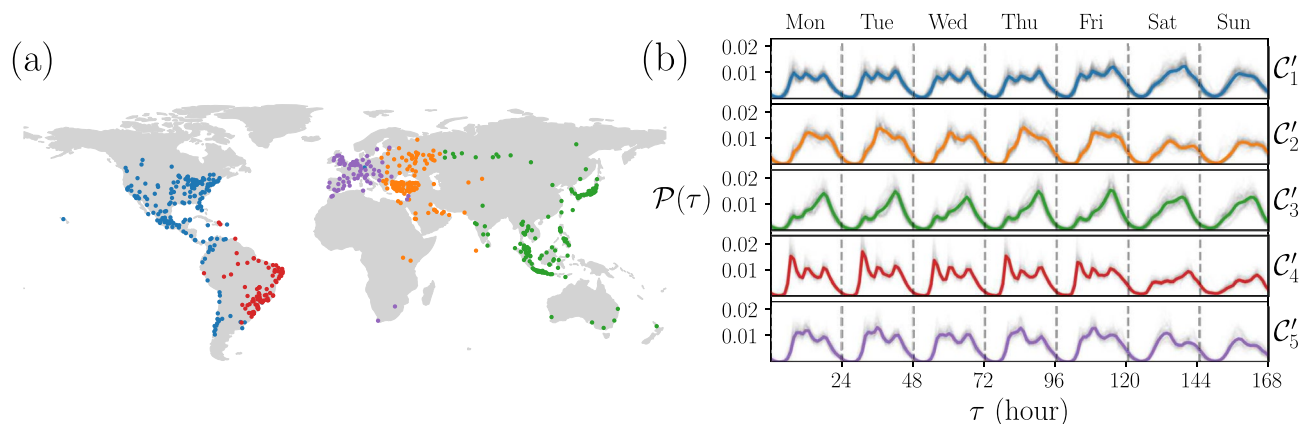 (a)
(b)
Mon Tue Wed Thu Fri Sat Sun
0.02
0.01
𝒞′₁
0.02
0.01
𝒞′₂
0.02
0.01
𝒞′₃
𝒫(τ)
0.02
0.01
𝒞′₄
0.02
0.01
𝒞′₅
24 48 72 96 120 144 168
τ (hour)